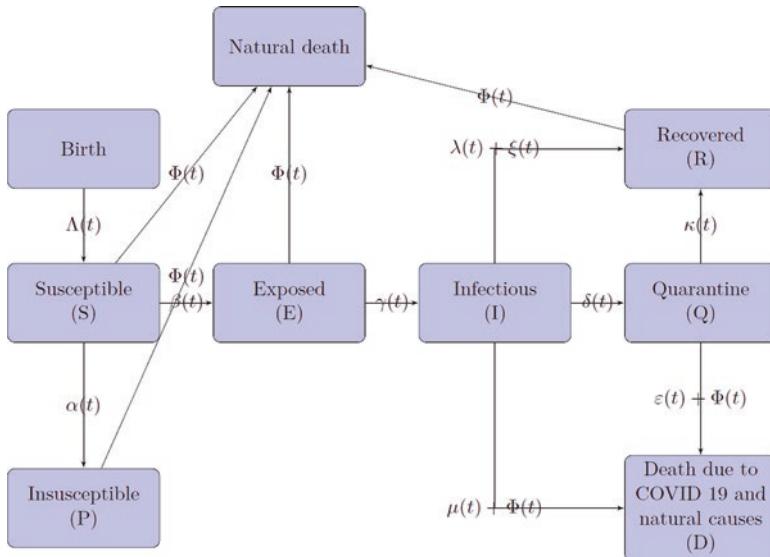 Natural death
Φ(t)
Birth
Recovered
(R)
λ(t) + ξ(t)
Φ(t)
Φ(t)
Λ(t)
κ(t)
Φ(t)
Susceptible
(S)
β(t)
Exposed
(E)
γ(t)
Infectious
(I)
δ(t)
Quarantine
(Q)
α(t)
ε(t) + Φ(t)
Insusceptible
(P)
μ(t) + Φ(t)
Death due to
COVID 19 and
natural causes
(D)